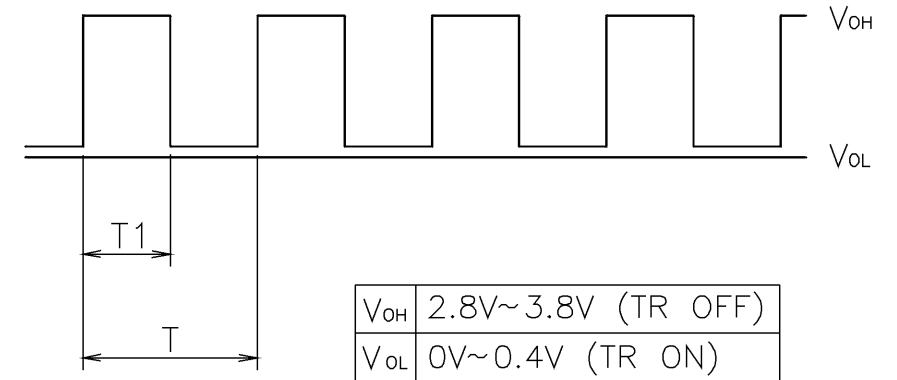 VOH
VOL
T1
T
VOH 2.8V~3.8V (TR OFF)
VOL 0V~0.4V (TR ON)